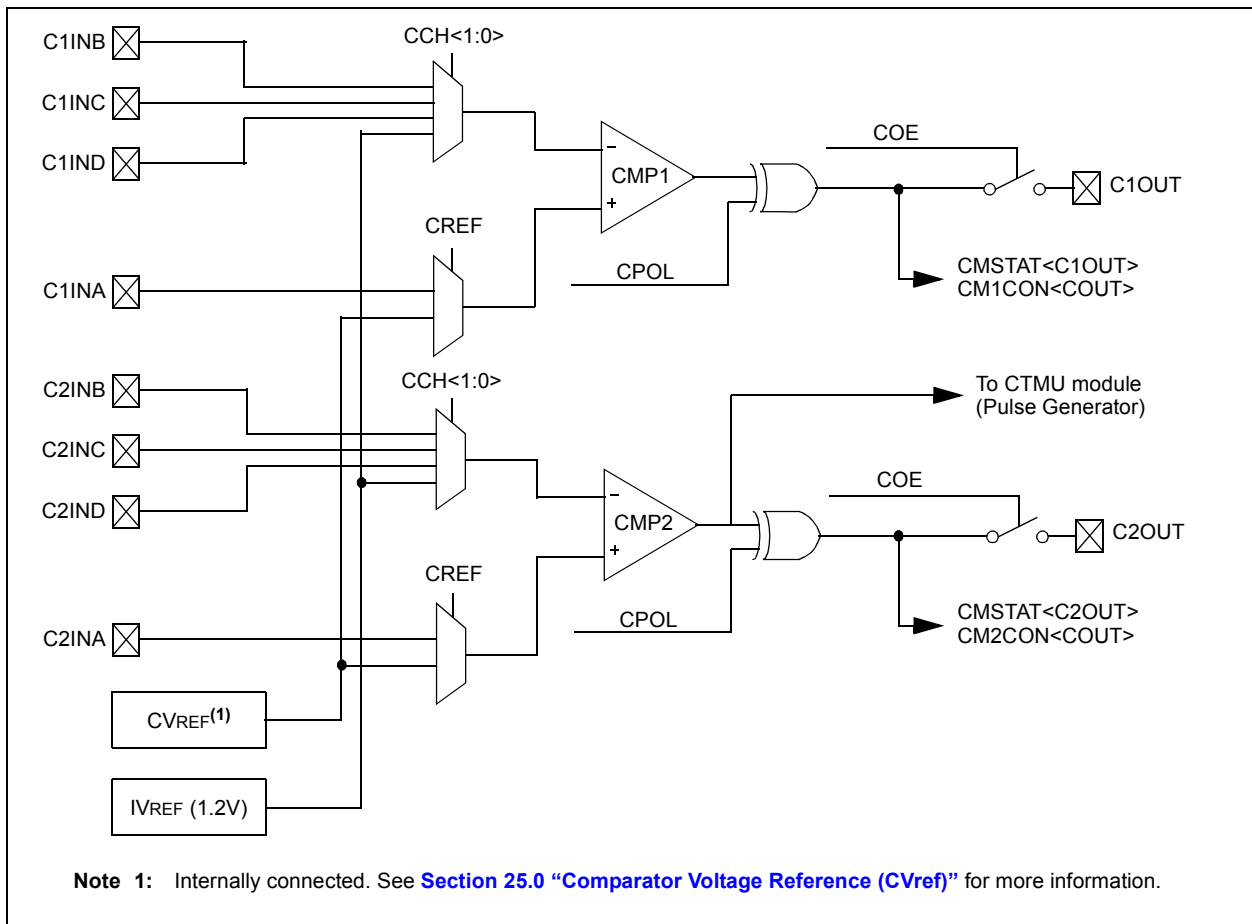 C1INB
CCH<1:0>
C1INC
C1IND
COE
CMP1
C1OUT
CREF
C1INA
CPOL
CMSTAT<C1OUT>
CM1CON<COUT>
C2INB
CCH<1:0>
To CTMU module
(Pulse Generator)
C2INC
C2IND
COE
CMP2
C2OUT
CREF
C2INA
CPOL
CMSTAT<C2OUT>
CM2CON<COUT>
CVREF(1)
IVREF (1.2V)
Note 1: Internally connected. See Section 25.0 “Comparator Voltage Reference (CVref)” for more information.